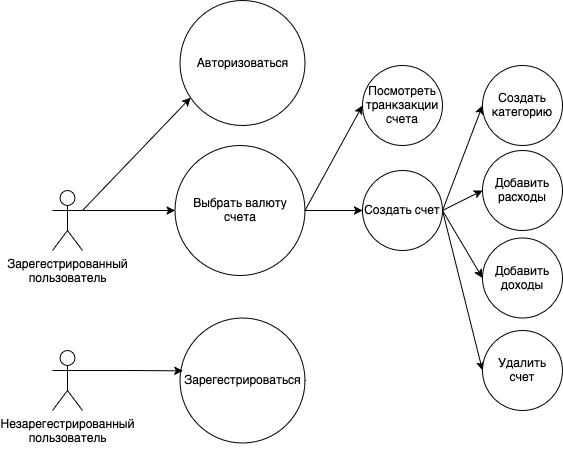 Авторизоваться
Посмотреть
транкзакции
счета
Создать
категорию
Выбрать валюту
счета
Создать счет
Добавить
расходы
Зарегестрированный
пользователь
Добавить
доходы
Удалить
счет
Зарегестрироваться
Незарегестрированный
пользователь